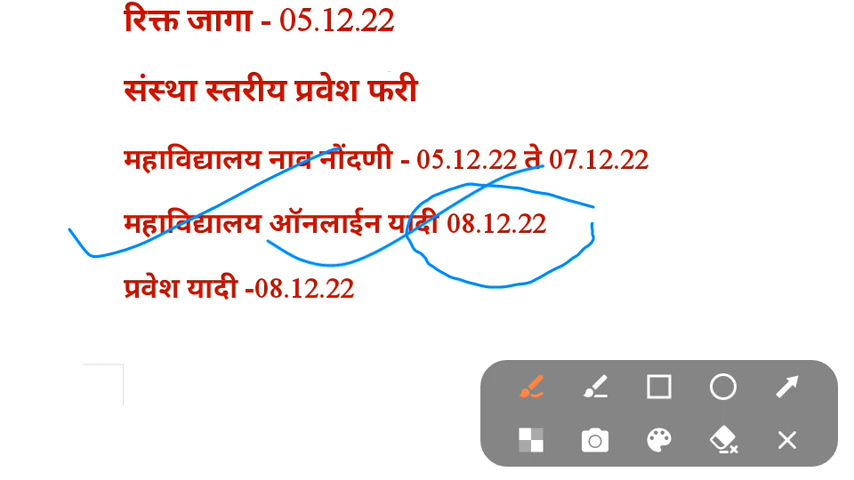 रिक्त जागा - 05.12.22
संस्था स्तरीय प्रवेश फरी
महाविद्यालय नाव नोंदणी - 05.12.22 ते 07.12.22
महाविद्यालय ऑनलाईन यादी 08.12.22
प्रवेश यादी -08.12.22